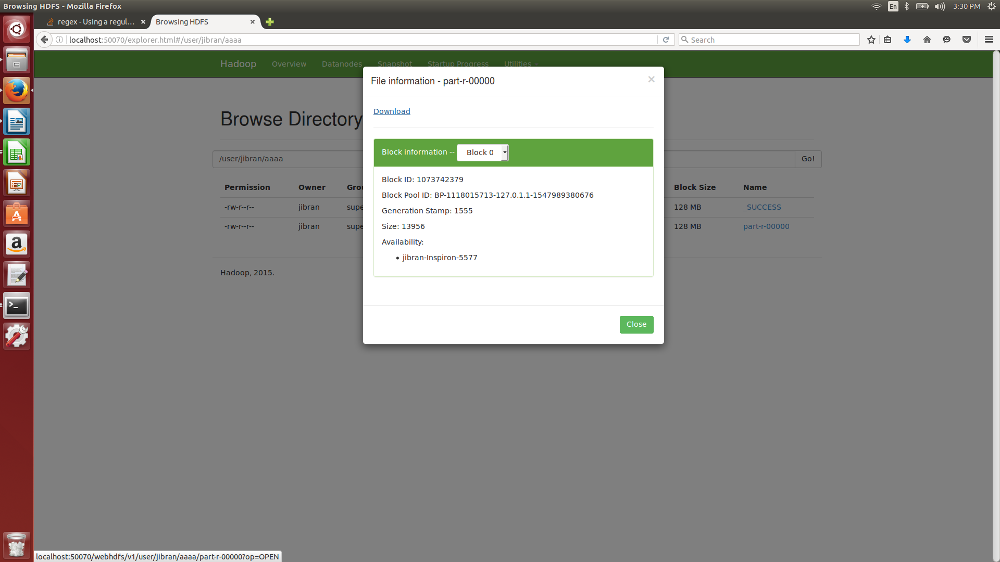 Browsing HDFS - Mozilla Firefox
En
3:30 PM
regex - Using a regul...
Browsing HDFS
localhost:50070/explorer.html#/user/jibran/aaaa
Search
Hadoop Overview Datanodes Snapshot Startup Progress Utilities
File information - part-r-00000
×
Download
Browse Directory
Block information -- Block 0
/user/jibran/aaaa
Go!
Block ID: 1073742379
Block Pool ID: BP-1118015713-127.0.1.1-1547989380676
Generation Stamp: 1555
Size: 13956
Availability:
• jibran-Inspiron-5577
Close
Permission Owner Gro Block Size Name
-rw-r--r-- jibran supe 128 MB _SUCCESS
-rw-r--r-- jibran supe 128 MB part-r-00000
Hadoop, 2015.
localhost:50070/webhdfs/v1/user/jibran/aaaa/part-r-00000?op=OPEN